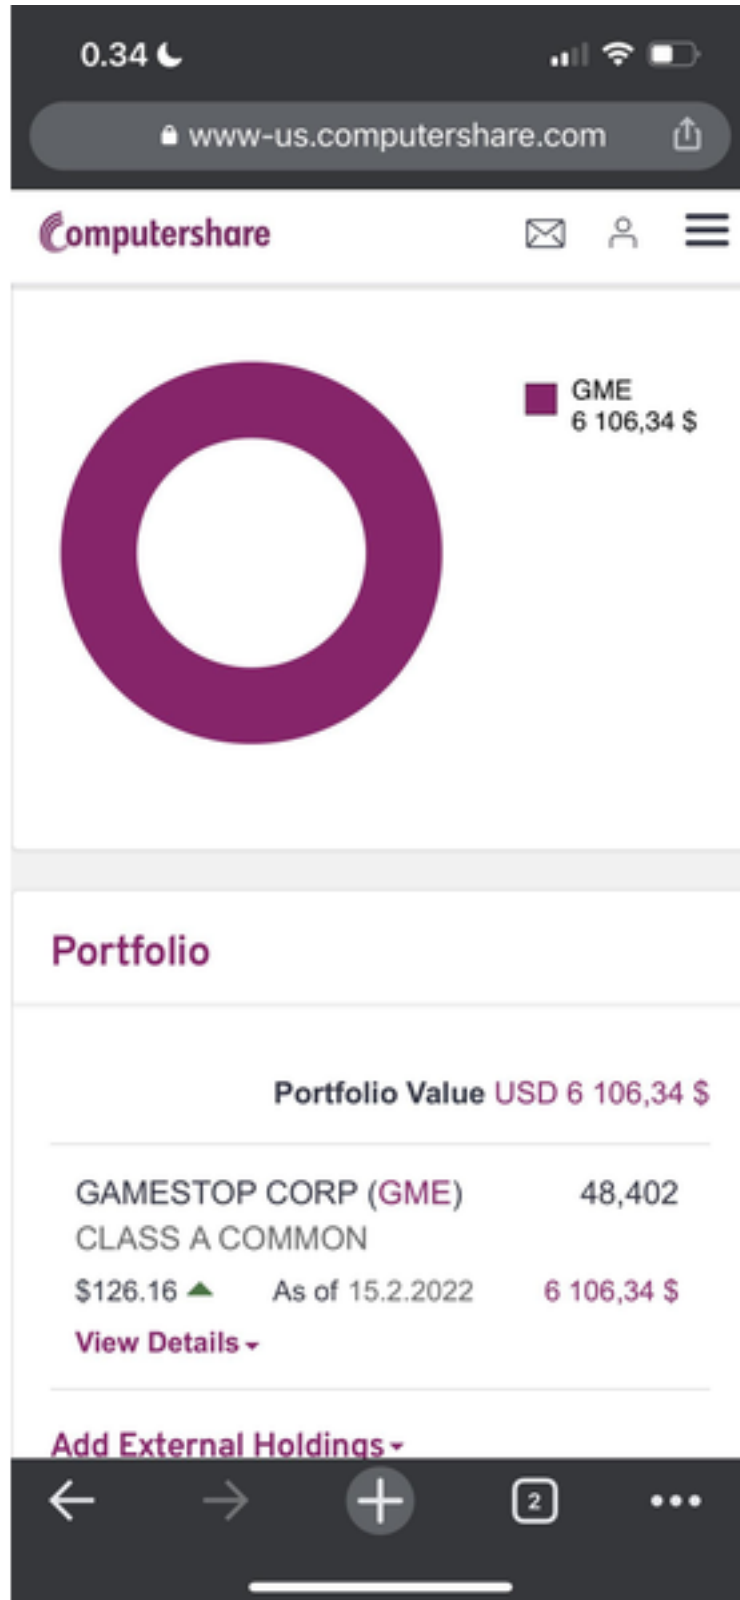 0.34
www-us.computershare.com
Computershare
GME
6 106,34 $
Portfolio
Portfolio Value USD 6 106,34 $
GAMESTOP CORP (GME) 48,402
CLASS A COMMON
$126.16 As of 15.2.2022 6 106,34 $
View Details
Add External Holdings
2